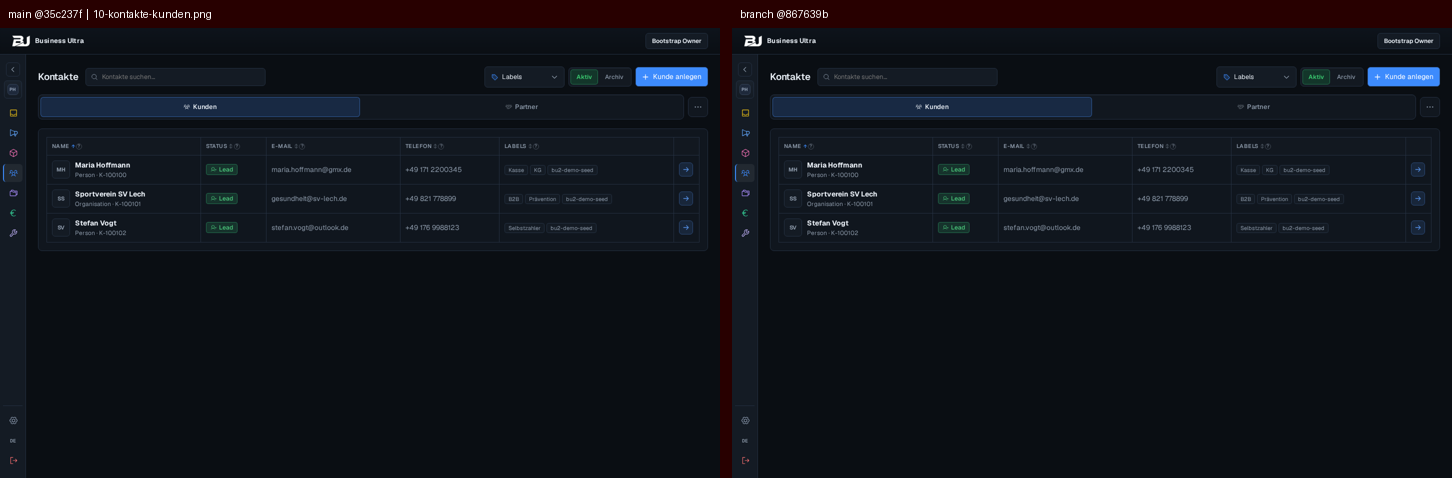 main @35c237f | 10-kontakte-kunden.png
branch @867639b
Business Ultra
Bootstrap Owner
PH
Kontakte
Kontakte suchen...
Labels
Aktiv
Archiv
+ Kunde anlegen
Kunden
Partner
NAME
STATUS
E-MAIL
TELEFON
LABELS
MH
Maria Hoffmann
Person · K-100100
Lead
maria.hoffmann@gmx.de
+49 171 2200345
Kasse
KG
bu2-demo-seed
SS
Sportverein SV Lech
Organisation · K-100101
Lead
gesundheit@sv-lech.de
+49 821 778899
B2B
Prävention
bu2-demo-seed
SV
Stefan Vogt
Person · K-100102
Lead
stefan.vogt@outlook.de
+49 176 9988123
Selbstzahler
bu2-demo-seed
DE
Business Ultra
Bootstrap Owner
PH
Kontakte
Kontakte suchen...
Labels
Aktiv
Archiv
+ Kunde anlegen
Kunden
Partner
NAME
STATUS
E-MAIL
TELEFON
LABELS
MH
Maria Hoffmann
Person · K-100100
Lead
maria.hoffmann@gmx.de
+49 171 2200345
Kasse
KG
bu2-demo-seed
SS
Sportverein SV Lech
Organisation · K-100101
Lead
gesundheit@sv-lech.de
+49 821 778899
B2B
Prävention
bu2-demo-seed
SV
Stefan Vogt
Person · K-100102
Lead
stefan.vogt@outlook.de
+49 176 9988123
Selbstzahler
bu2-demo-seed
DE